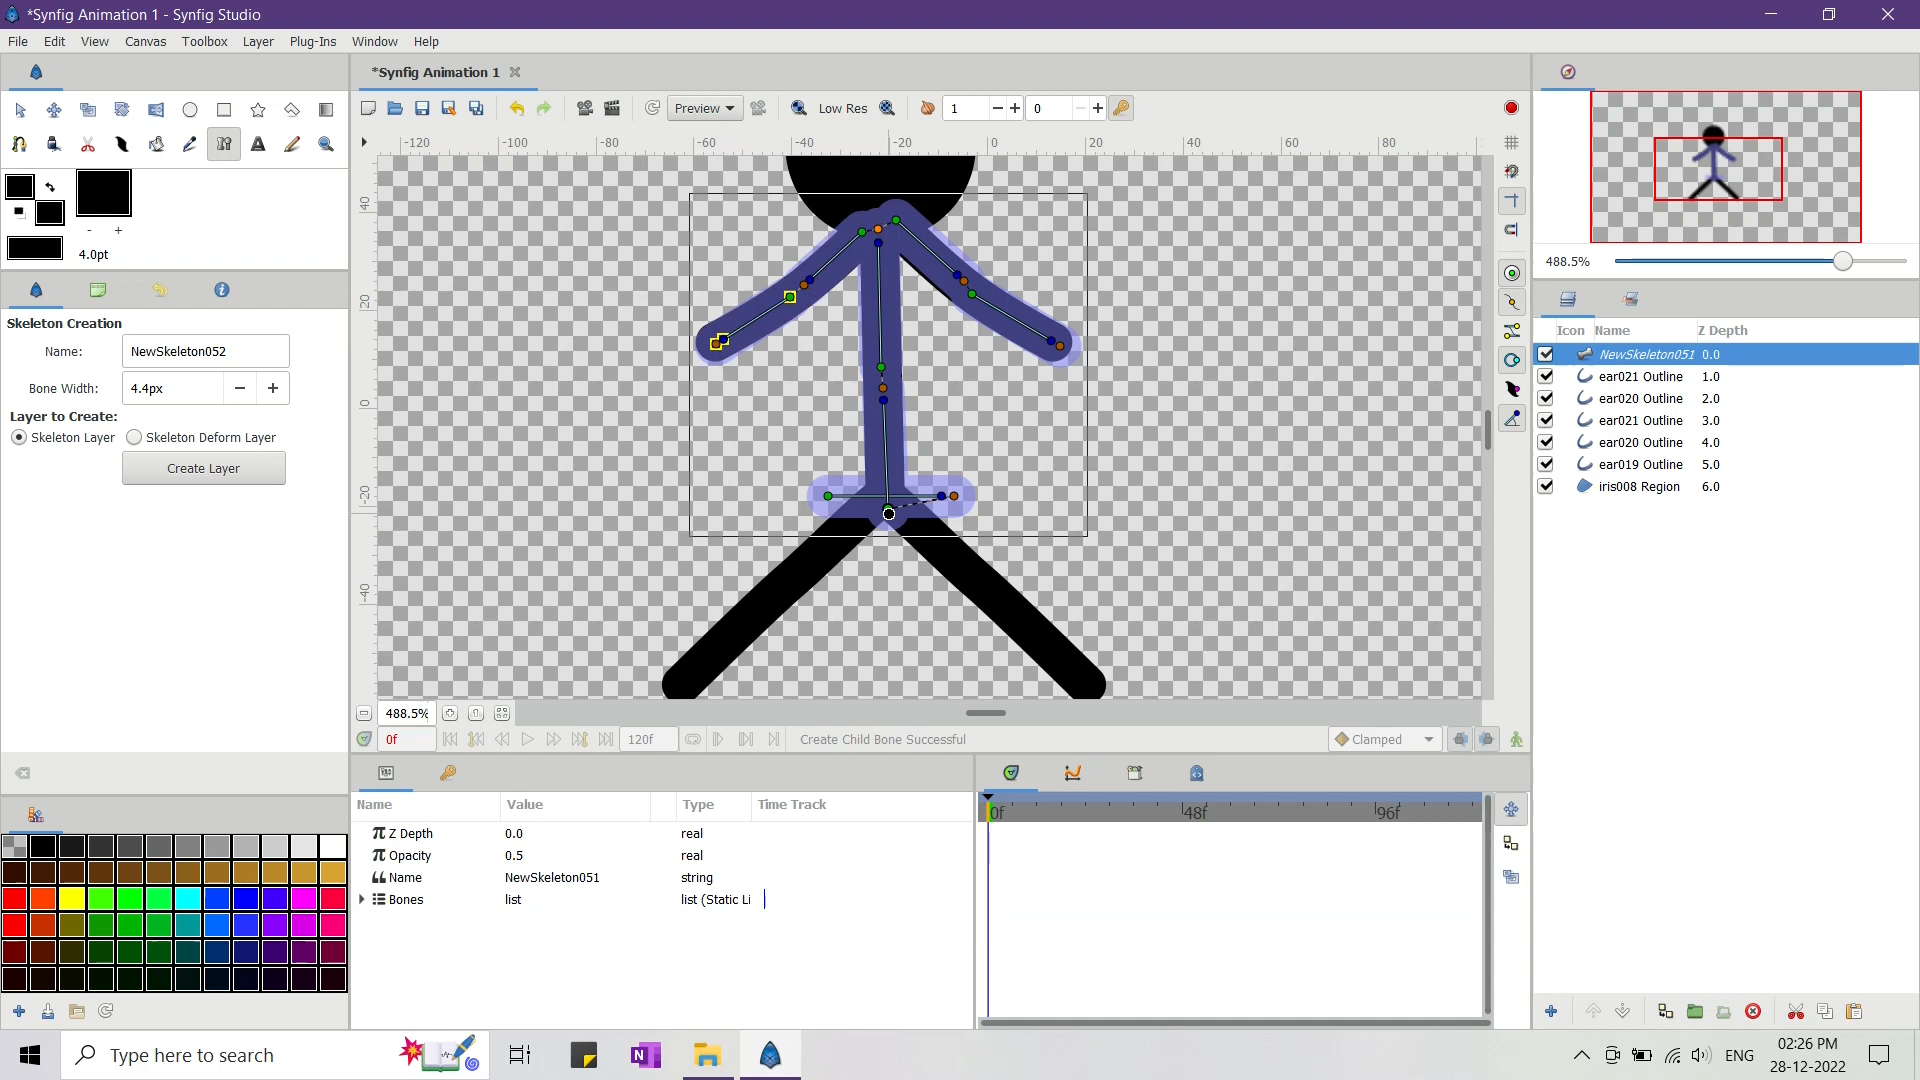 *Synfig Animation 1 - Synfig Studio
File Edit View Canvas Toolbox Layer Plug-Ins Window Help
*Synfig Animation 1
Preview Low Res 1 0
-120 -100 -80 -60 -40 -20 0 20 40 60 80
40
20
0
-20
-40
- +
4.0pt
Skeleton Creation
Name: NewSkeleton052
Bone Width: 4.4px
Layer to Create:
Skeleton Layer Skeleton Deform Layer
Create Layer
488.5%
0f 120f Create Child Bone Successful Clamped
Name Value Type Time Track
Z Depth 0.0 real
Opacity 0.5 real
Name NewSkeleton051 string
Bones list list (Static Li
0f 48f 96f
488.5%
Icon Name Z Depth
NewSkeleton051 0.0
ear021 Outline 1.0
ear020 Outline 2.0
ear021 Outline 3.0
ear020 Outline 4.0
ear019 Outline 5.0
iris008 Region 6.0
Type here to search
N
ENG
02:26 PM
28-12-2022